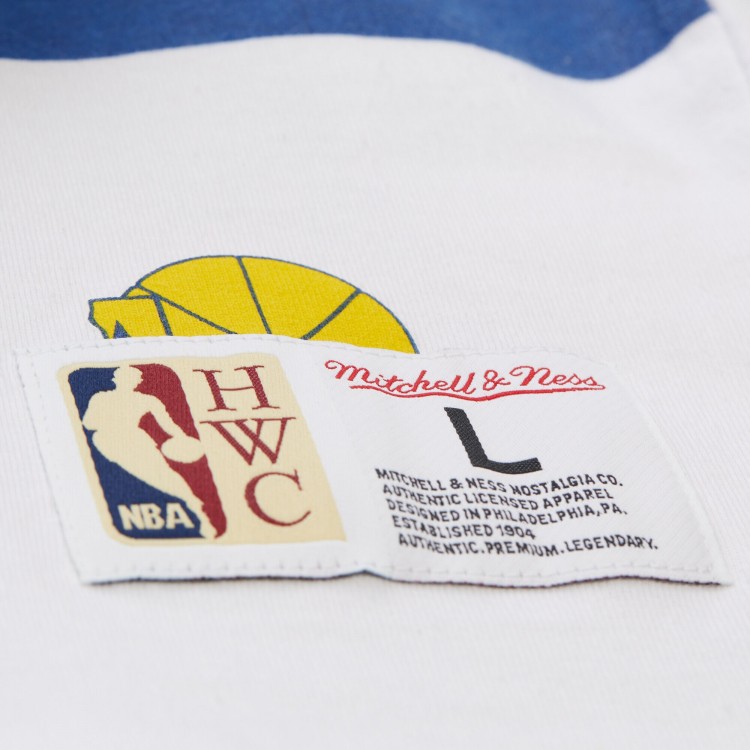 NBA
H
W
C
Mitchell & Ness
L
MITCHELL & NESS NOSTALGIA CO.
AUTHENTIC LICENSED APPAREL
DESIGNED IN PHILADELPHIA, PA.
ESTABLISHED 1904
AUTHENTIC.PREMIUM.LEGENDARY.